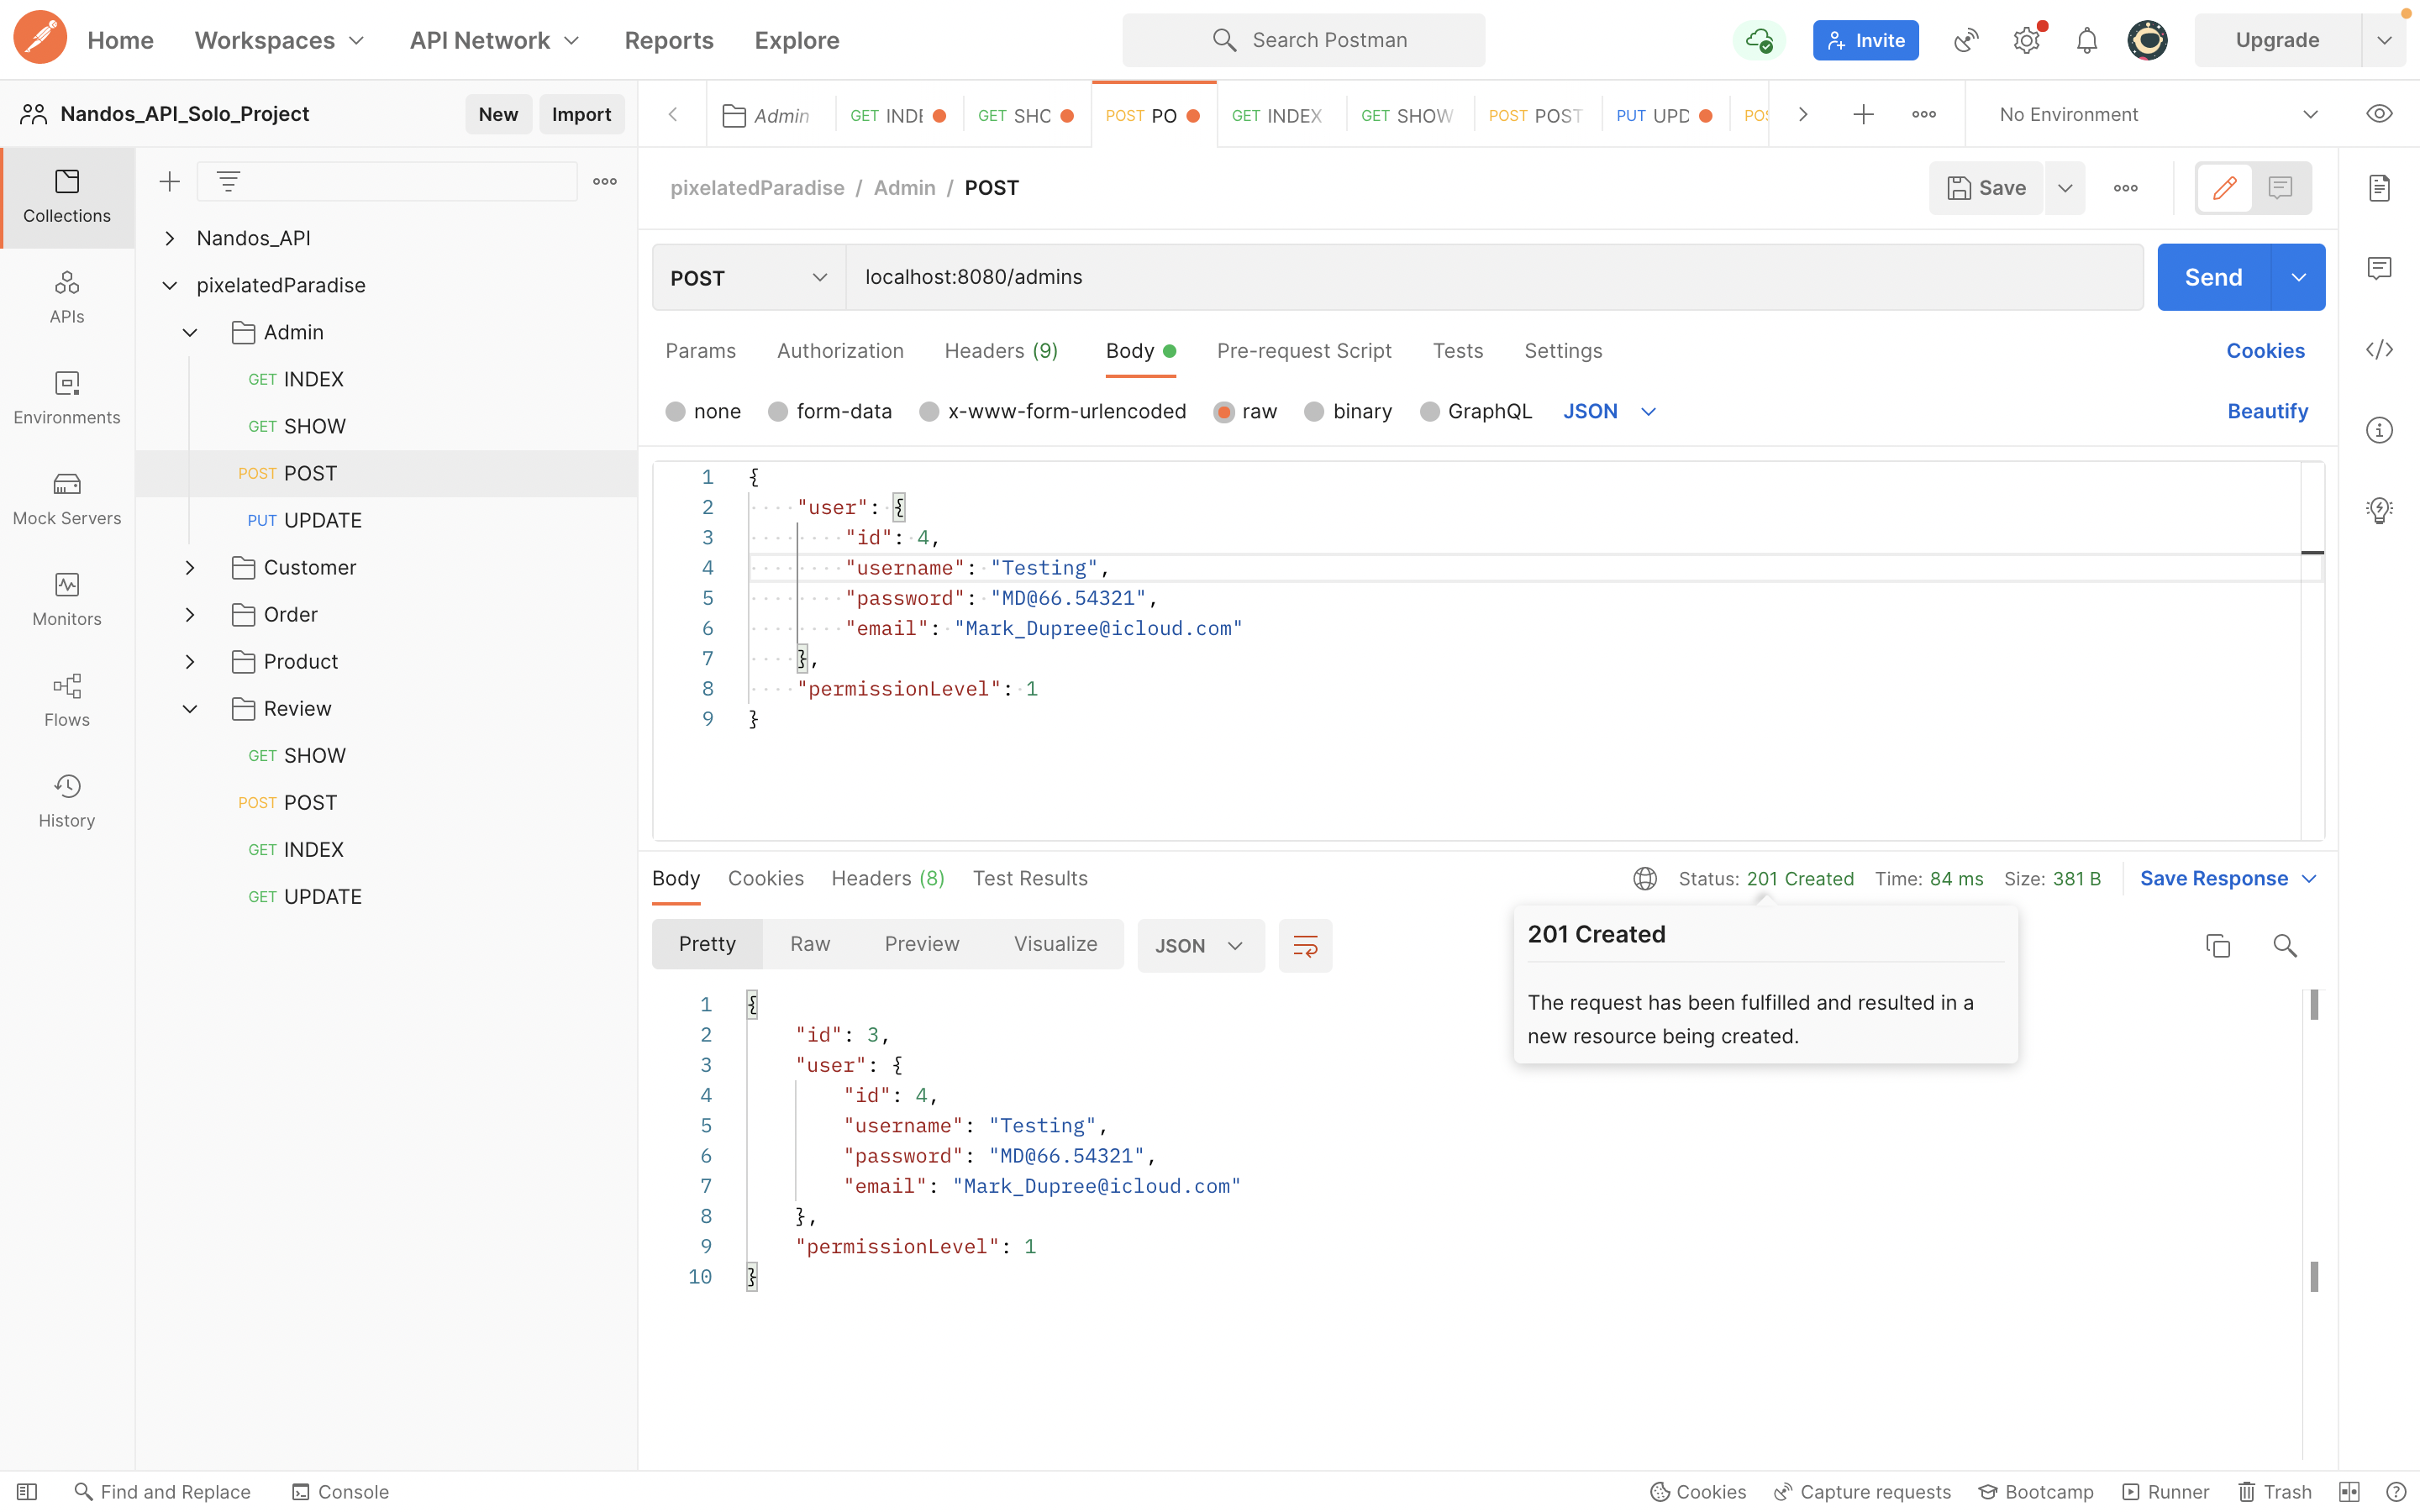 Home Workspaces API Network Reports Explore Search Postman Invite Upgrade
Nandos_API_Solo_Project New Import
Admin GET INDE GET SHO POST PO GET INDEX GET SHOW POST POST PUT UPD POS No Environment
Collections
APIs
Environments
Mock Servers
Monitors
Flows
History
Nandos_API
pixelatedParadise
Admin
GET INDEX
GET SHOW
POST POST
PUT UPDATE
Customer
Order
Product
Review
GET SHOW
POST POST
GET INDEX
GET UPDATE
pixelatedParadise / Admin / POST Save
POST localhost:8080/admins Send
Params Authorization Headers (9) Body Pre-request Script Tests Settings Cookies
none form-data x-www-form-urlencoded raw binary GraphQL JSON Beautify
1 {
2 "user": {
3 "id": 4,
4 "username": "Testing",
5 "password": "MD@66.54321",
6 "email": "Mark_Dupree@icloud.com"
7 },
8 "permissionLevel": 1
9 }
Body Cookies Headers (8) Test Results Status: 201 Created Time: 84 ms Size: 381 B Save Response
Pretty Raw Preview Visualize JSON
201 Created
The request has been fulfilled and resulted in a
new resource being created.
1 {
2 "id": 3,
3 "user": {
4 "id": 4,
5 "username": "Testing",
6 "password": "MD@66.54321",
7 "email": "Mark_Dupree@icloud.com"
8 },
9 "permissionLevel": 1
10 }
Find and Replace Console Cookies Capture requests Bootcamp Runner Trash